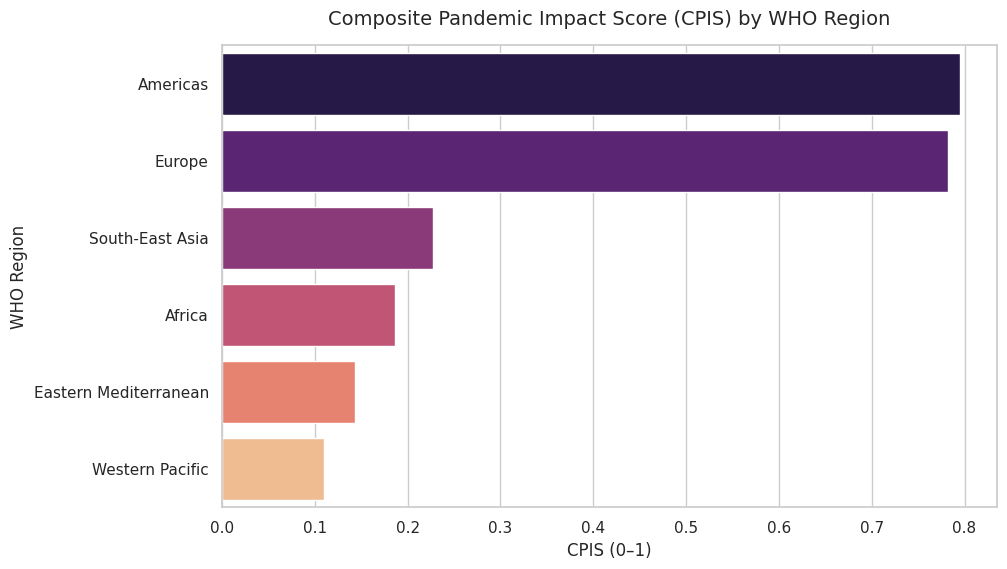 Composite Pandemic Impact Score (CPIS) by WHO Region
WHO Region
Americas
Europe
South-East Asia
Africa
Eastern Mediterranean
Western Pacific
0.0 0.1 0.2 0.3 0.4 0.5 0.6 0.7 0.8
CPIS (0–1)